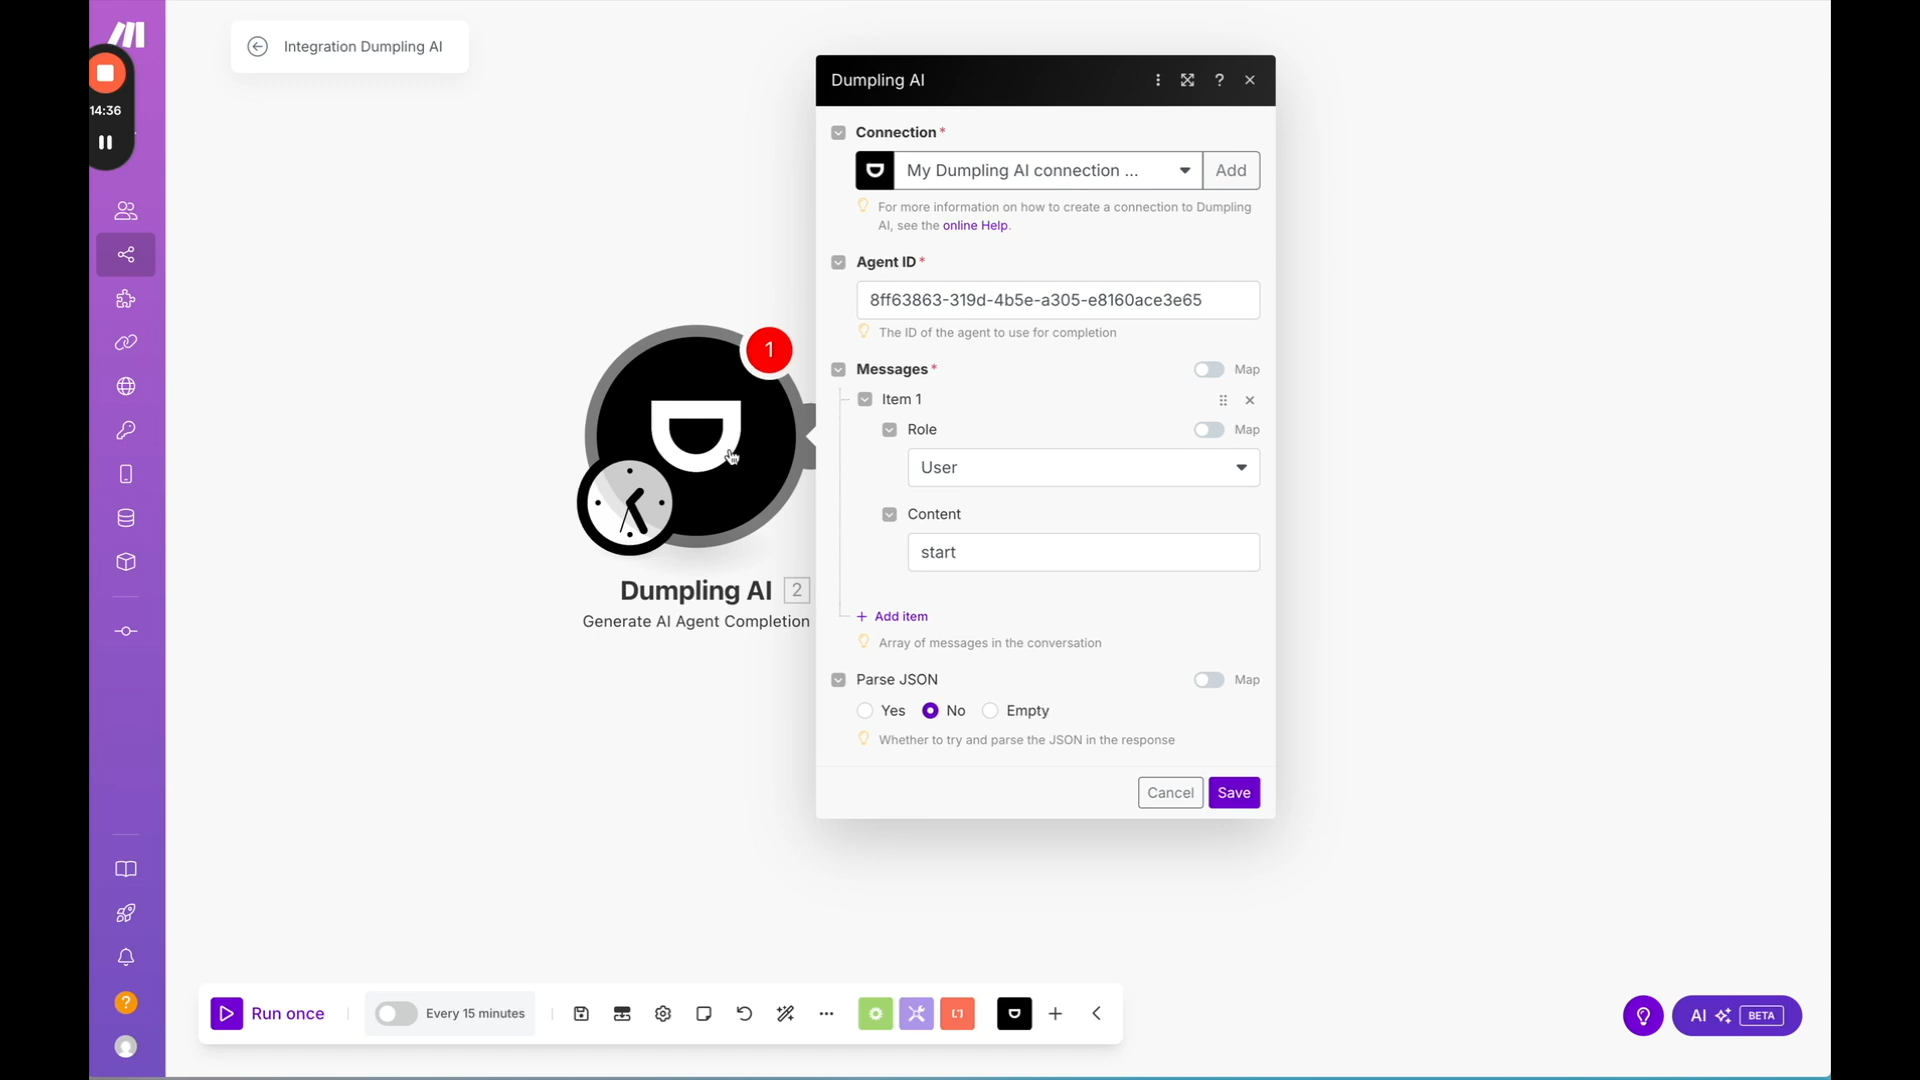 Integration Dumpling AI
14:36
Dumpling AI
?
Connection *
My Dumpling AI connection ...
Add
For more information on how to create a connection to Dumpling
AI, see the online Help.
Agent ID *
8ff63863-319d-4b5e-a305-e8160ace3e65
The ID of the agent to use for completion
Messages *
Map
Item 1
Role
Map
User
Content
start
+ Add item
Array of messages in the conversation
Parse JSON
Map
Yes
No
Empty
Whether to try and parse the JSON in the response
Cancel
Save
1
Dumpling AI 2
Generate AI Agent Completion
?
Run once
Every 15 minutes
AI
BETA